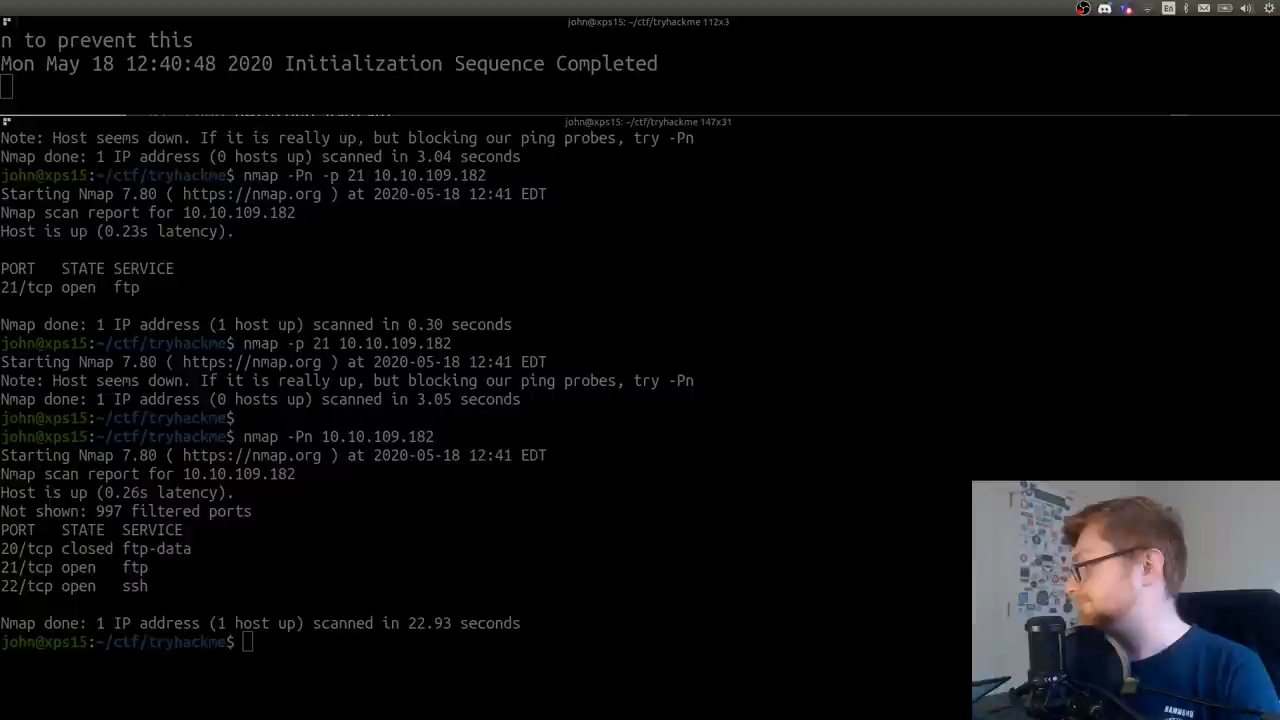 En
john@xps15: ~/ctf/tryhackme 112x3
n to prevent this
Mon May 18 12:40:48 2020 Initialization Sequence Completed
john@xps15: ~/ctf/tryhackme 147x31
Note: Host seems down. If it is really up, but blocking our ping probes, try -Pn
Nmap done: 1 IP address (0 hosts up) scanned in 3.04 seconds
john@xps15:~/ctf/tryhackme$ nmap -Pn -p 21 10.10.109.182
Starting Nmap 7.80 ( https://nmap.org ) at 2020-05-18 12:41 EDT
Nmap scan report for 10.10.109.182
Host is up (0.23s latency).
PORT   STATE SERVICE
21/tcp open  ftp
Nmap done: 1 IP address (1 host up) scanned in 0.30 seconds
john@xps15:~/ctf/tryhackme$ nmap -p 21 10.10.109.182
Starting Nmap 7.80 ( https://nmap.org ) at 2020-05-18 12:41 EDT
Note: Host seems down. If it is really up, but blocking our ping probes, try -Pn
Nmap done: 1 IP address (0 hosts up) scanned in 3.05 seconds
john@xps15:~/ctf/tryhackme$
john@xps15:~/ctf/tryhackme$ nmap -Pn 10.10.109.182
Starting Nmap 7.80 ( https://nmap.org ) at 2020-05-18 12:41 EDT
Nmap scan report for 10.10.109.182
Host is up (0.26s latency).
Not shown: 997 filtered ports
PORT   STATE  SERVICE
20/tcp closed ftp-data
21/tcp open   ftp
22/tcp open   ssh
Nmap done: 1 IP address (1 host up) scanned in 22.93 seconds
john@xps15:~/ctf/tryhackme$
HAMMOND